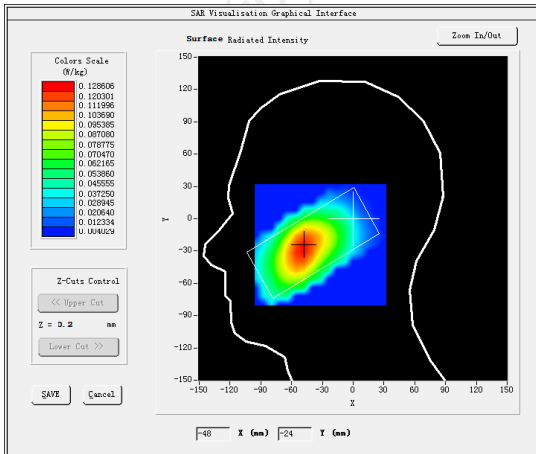 SAR Visualisation Graphical Interface
Surface Radiated Intensity
Zoom In/Out
Colors Scale
(W/kg)
0.128606
0.120301
0.111996
0.103690
0.095385
0.087080
0.078775
0.070470
0.062165
0.053860
0.045555
0.037250
0.028945
0.020640
0.012334
0.004029
Z-Cuts Control
<< Upper Cut
Z = 0.2 mm
Lower Cut >>
SAVE Cancel
150
120
90
60
30
0
-30
-60
-90
-120
-150
Y
-150 -120 -90 -60 -30 0 30 60 90 120 150
X
-48 X (mm) -24 Y (mm)